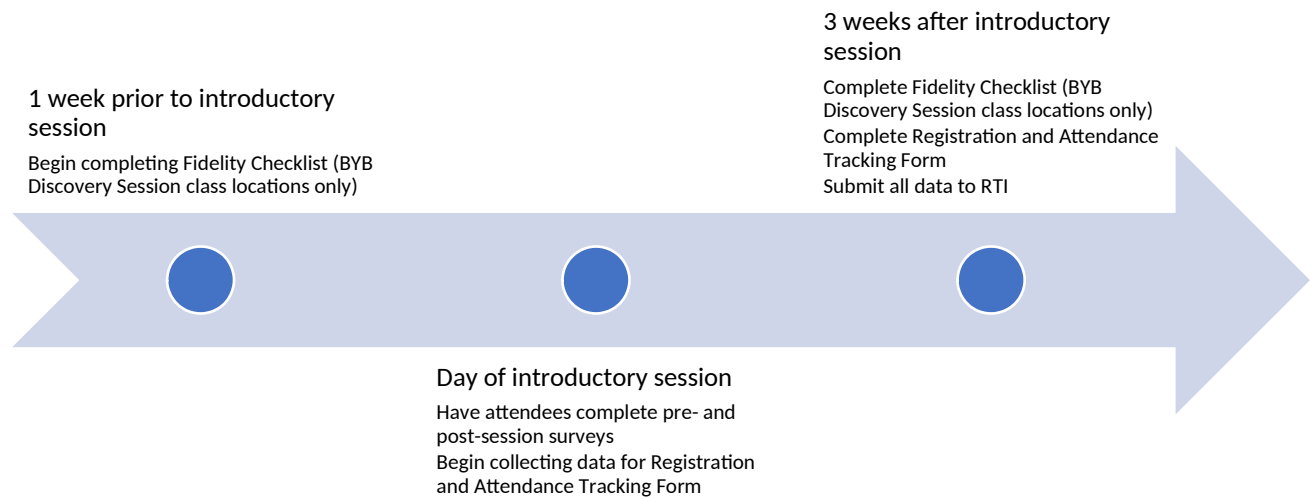 1 week prior to introductory
session
Begin completing Fidelity Checklist (BYB
Discovery Session class locations only)
Day of introductory session
Have attendees complete pre- and
post-session surveys
Begin collecting data for Registration
and Attendance Tracking Form
3 weeks after introductory
session
Complete Fidelity Checklist (BYB
Discovery Session class locations only)
Complete Registration and Attendance
Tracking Form
Submit all data to RTI